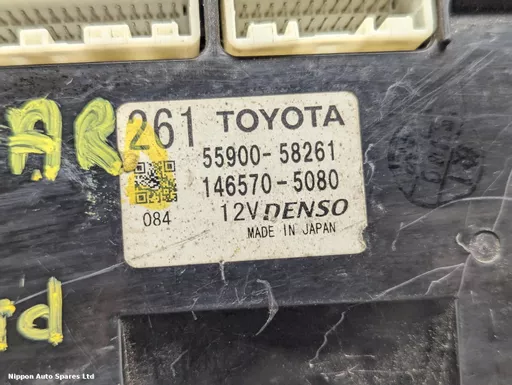 261 TOYOTA
55900-58261
146570-5080
084 12V DENSO
MADE IN JAPAN
Nippon Auto Spares Ltd